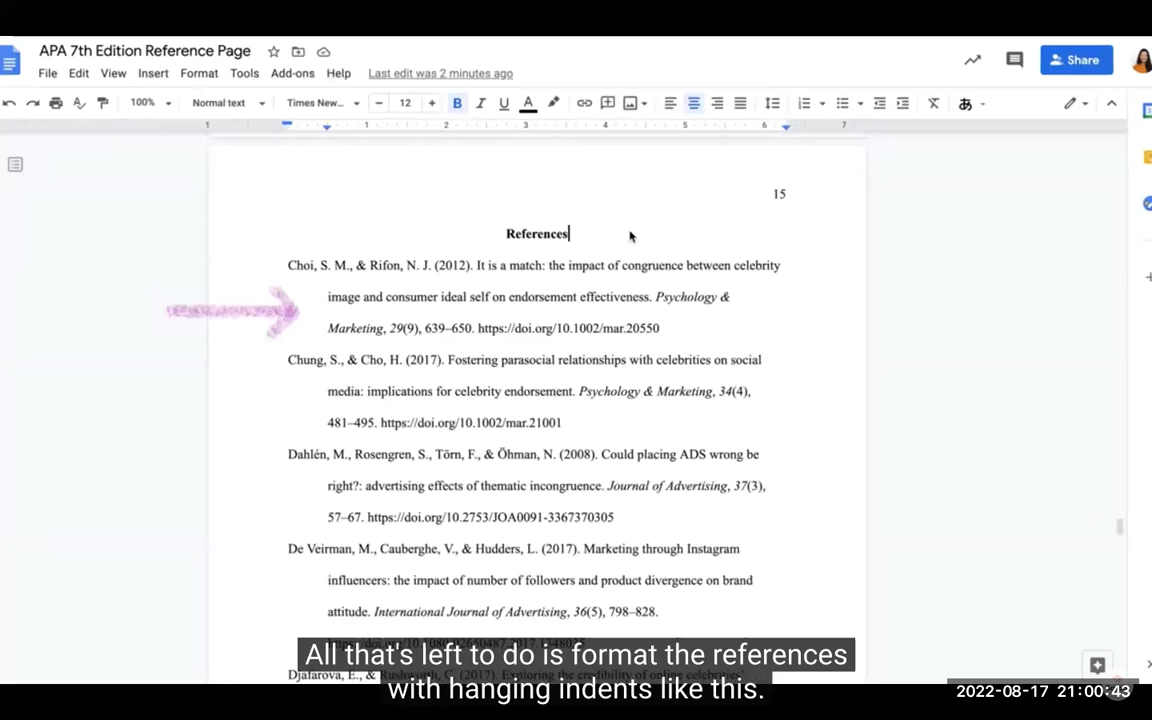 APA 7th Edition Reference Page
File Edit View Insert Format Tools Add-ons Help Last edit was 2 minutes ago
Share
100% Normal text Times New... - 12 + B I U A あ
1 1 2 3 4 5 6 7
15
References
Choi, S. M., & Rifon, N. J. (2012). It is a match: the impact of congruence between celebrity
image and consumer ideal self on endorsement effectiveness. Psychology &
Marketing, 29(9), 639–650. https://doi.org/10.1002/mar.20550
Chung, S., & Cho, H. (2017). Fostering parasocial relationships with celebrities on social
media: implications for celebrity endorsement. Psychology & Marketing, 34(4),
481–495. https://doi.org/10.1002/mar.21001
Dahlén, M., Rosengren, S., Törn, F., & Öhman, N. (2008). Could placing ADS wrong be
right?: advertising effects of thematic incongruence. Journal of Advertising, 37(3),
57–67. https://doi.org/10.2753/JOA0091-3367370305
De Veirman, M., Cauberghe, V., & Hudders, L. (2017). Marketing through Instagram
influencers: the impact of number of followers and product divergence on brand
attitude. International Journal of Advertising, 36(5), 798–828.
Djafarova, E., & Rushworth, C. (2017). Exploring the credibility of online celebrities'
All that's left to do is format the references
with hanging indents like this.
2022-08-17 21:00:43